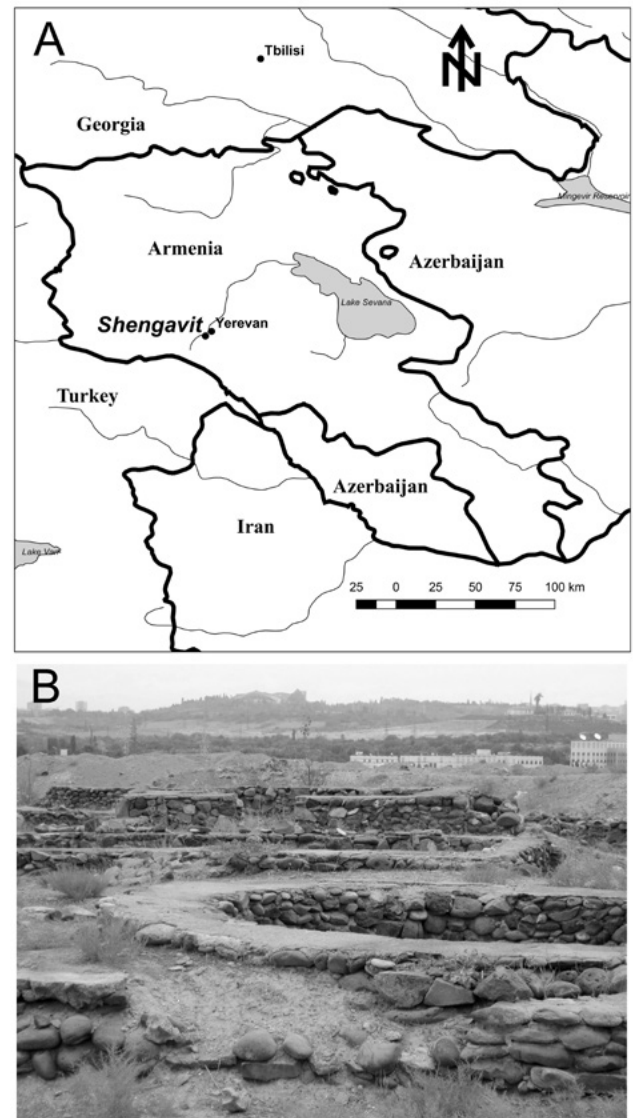 A
N
Tbilisi
Georgia
Mingevir Reservoir
Armenia
Azerbaijan
Lake Sevana
Shengavit
Yerevan
Turkey
Azerbaijan
Iran
Lake Van
25 0 25 50 75 100 km
B